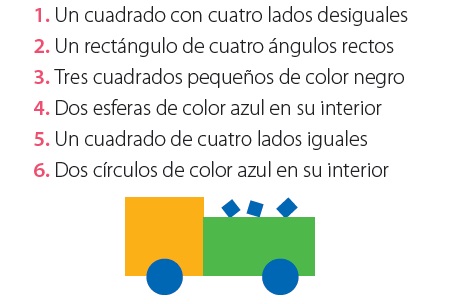 1. Un cuadrado con cuatro lados desiguales
2. Un rectángulo de cuatro ángulos rectos
3. Tres cuadrados pequeños de color negro
4. Dos esferas de color azul en su interior
5. Un cuadrado de cuatro lados iguales
6. Dos círculos de color azul en su interior